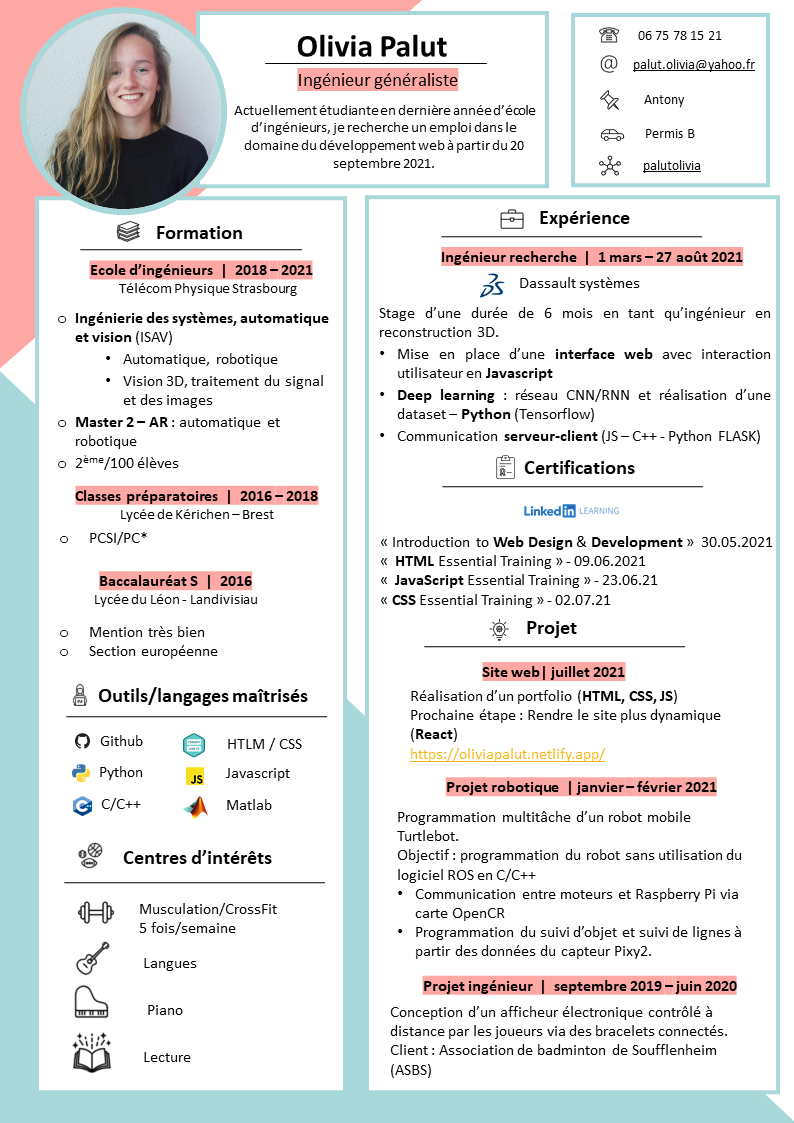 Olivia Palut
Ingénieur généraliste
Actuellement étudiante en dernière année d'école
d'ingénieurs, je recherche un emploi dans le
domaine du développement web à partir du 20
septembre 2021.
06 75 78 15 21
@ palut.olivia@yahoo.fr
Antony
Permis B
palutolivia
Formation
Ecole d'ingénieurs | 2018 – 2021
Télécom Physique Strasbourg
o Ingénierie des systèmes, automatique
et vision (ISAV)
• Automatique, robotique
• Vision 3D, traitement du signal
et des images
o Master 2 – AR : automatique et
robotique
o 2ème/100 élèves
Classes préparatoires | 2016 – 2018
Lycée de Kérichen – Brest
o PCSI/PC*
Baccalauréat S | 2016
Lycée du Léon - Landivisiau
o Mention très bien
o Section européenne
Outils/langages maîtrisés
Github
HTLM / CSS
Python
JS Javascript
C/C++
Matlab
Centres d'intérêts
Musculation/CrossFit
5 fois/semaine
Langues
Piano
Lecture
Expérience
Ingénieur recherche | 1 mars – 27 août 2021
Dassault systèmes
Stage d'une durée de 6 mois en tant qu'ingénieur en
reconstruction 3D.
• Mise en place d'une interface web avec interaction
utilisateur en Javascript
• Deep learning : réseau CNN/RNN et réalisation d'une
dataset – Python (Tensorflow)
• Communication serveur-client (JS – C++ - Python FLASK)
Certifications
Linked in LEARNING
« Introduction to Web Design & Development » 30.05.2021
« HTML Essential Training » - 09.06.2021
« JavaScript Essential Training » - 23.06.21
« CSS Essential Training » - 02.07.21
Projet
Site web| juillet 2021
Réalisation d'un portfolio (HTML, CSS, JS)
Prochaine étape : Rendre le site plus dynamique
(React)
https://oliviapalut.netlify.app/
Projet robotique | janvier – février 2021
Programmation multitâche d'un robot mobile
Turtlebot.
Objectif : programmation du robot sans utilisation du
logiciel ROS en C/C++
• Communication entre moteurs et Raspberry Pi via
carte OpenCR
• Programmation du suivi d'objet et suivi de lignes à
partir des données du capteur Pixy2.
Projet ingénieur | septembre 2019 – juin 2020
Conception d'un afficheur électronique contrôlé à
distance par les joueurs via des bracelets connectés.
Client : Association de badminton de Soufflenheim
(ASBS)